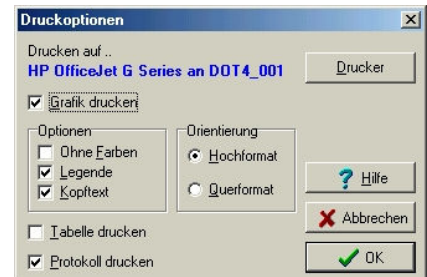 Druckoptionen
Drucken auf ..
HP OfficeJet G Series an DOT4_001
Drucker
Grafik drucken
Optionen
Ohne Farben
Legende
Kopftext
Orientierung
Hochformat
Querformat
Hilfe
Abbrechen
Tabelle drucken
Protokoll drucken
OK